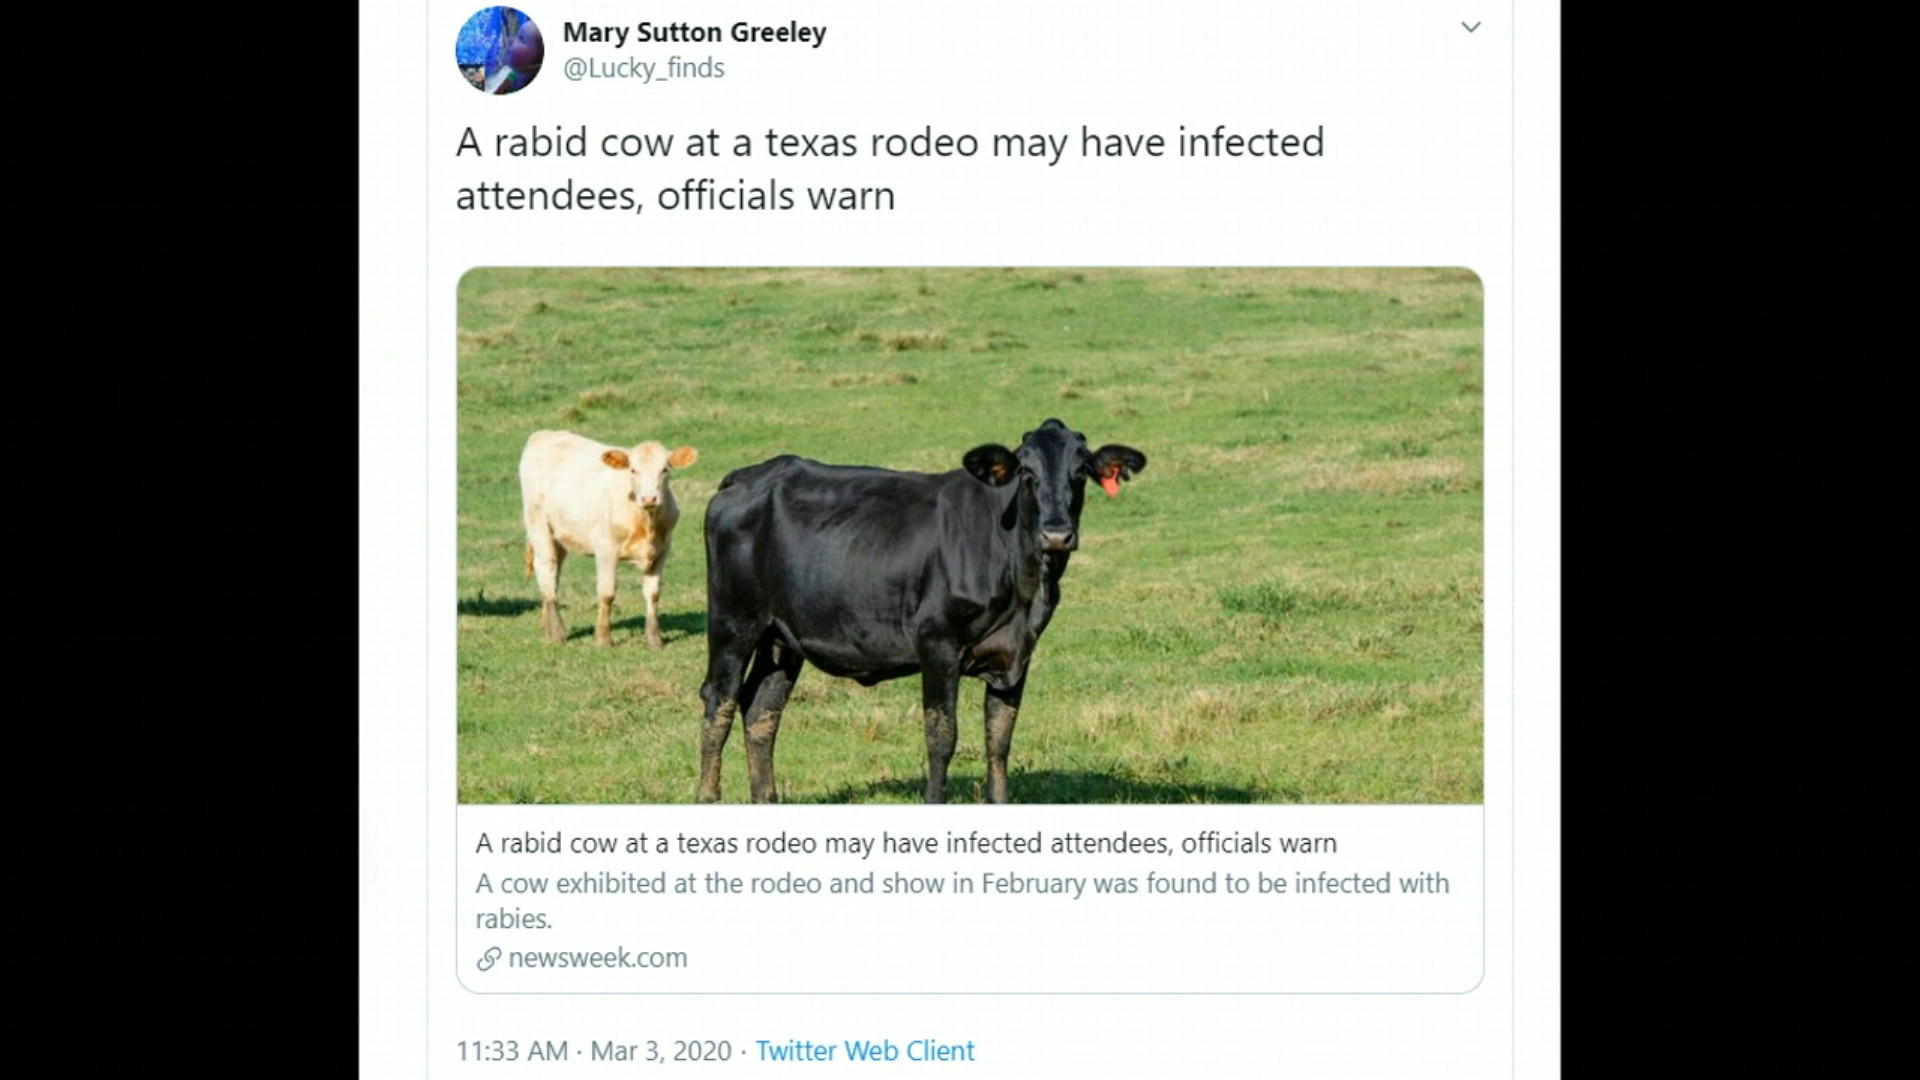 Mary Sutton Greeley
@Lucky_finds
A rabid cow at a texas rodeo may have infected
attendees, officials warn
A rabid cow at a texas rodeo may have infected attendees, officials warn
A cow exhibited at the rodeo and show in February was found to be infected with
rabies.
newsweek.com
11:33 AM · Mar 3, 2020 · Twitter Web Client